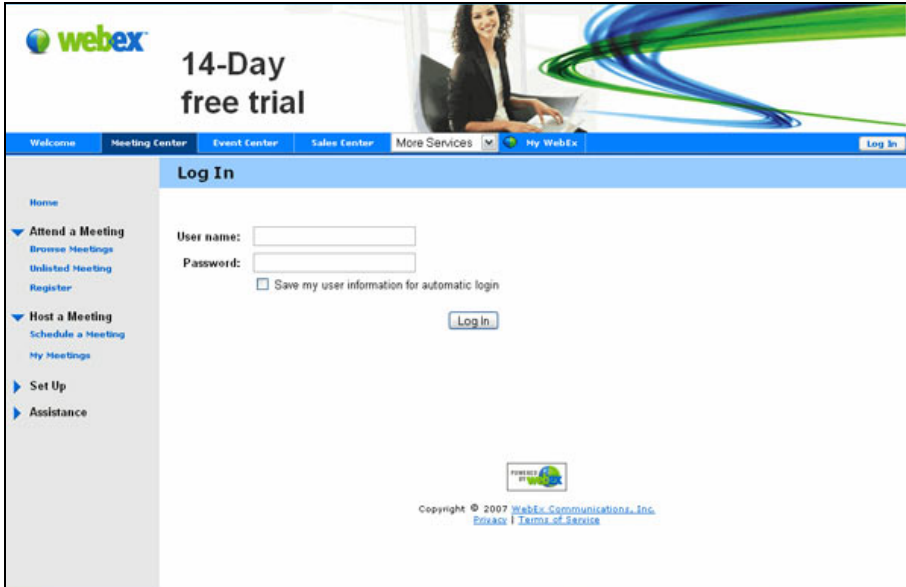 webex
14-Day
free trial
Welcome
Meeting Center
Event Center
Sales Center
More Services
My WebEx
Log In
Log In
Home
Attend a Meeting
Browse Meetings
Unlisted Meeting
Register
Host a Meeting
Schedule a Meeting
My Meetings
Set Up
Assistance
User name:
Password:
Save my user information for automatic login
Log In
POWERED BY webex
Copyright © 2007 WebEx Communications, Inc.
Privacy | Terms of Service